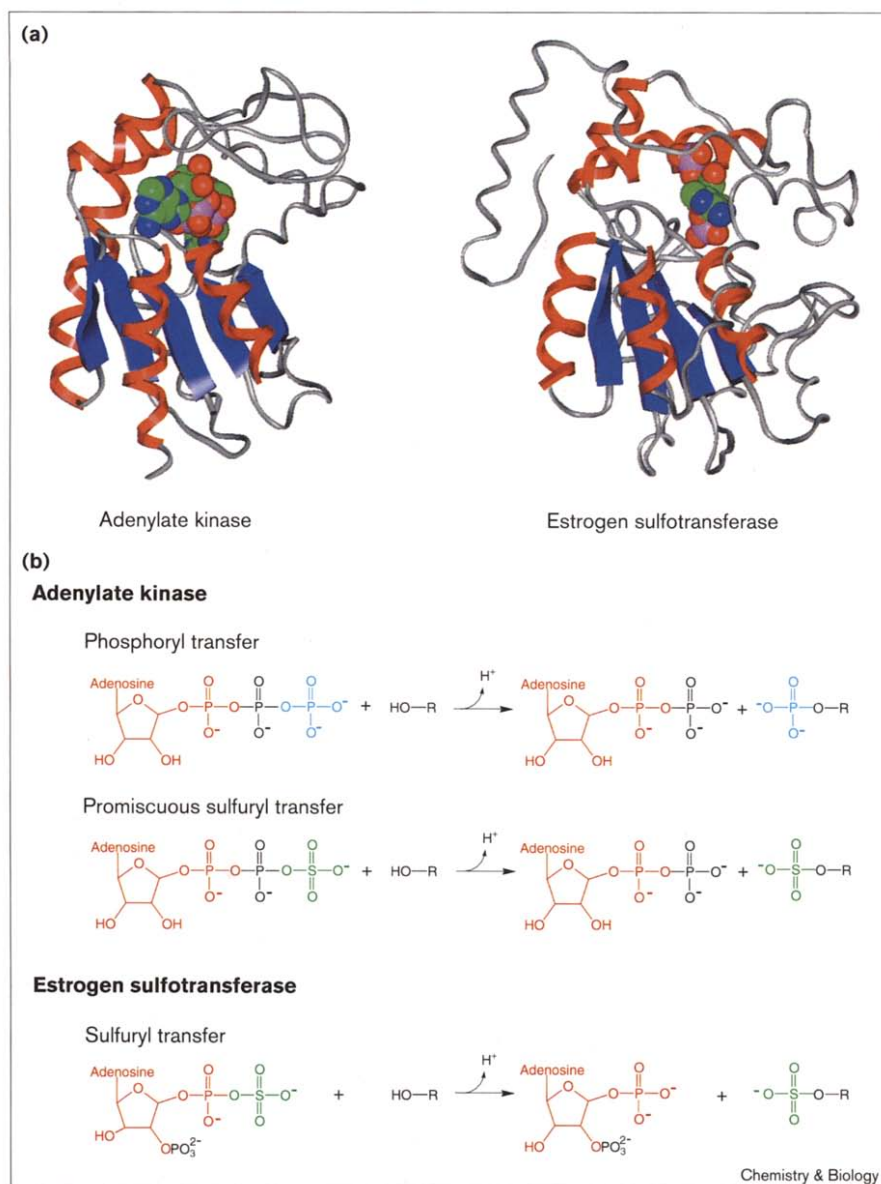 (a)
Adenylate kinase
Estrogen sulfotransferase
(b)
Adenylate kinase
Phosphoryl transfer
Adenosine O O P O O⁻ O P O O⁻ O P O⁻ O⁻ + HO–R H⁺ Adenosine O O P O O⁻ O P O⁻ O⁻ + ⁻O P O O⁻ O–R
HO OH HO OH
Promiscuous sulfuryl transfer
Adenosine O O P O O⁻ O P O O⁻ O S O O O⁻ + HO–R H⁺ Adenosine O O P O O⁻ O P O⁻ O⁻ + ⁻O S O O O–R
HO OH HO OH
Estrogen sulfotransferase
Sulfuryl transfer
Adenosine O O P O O⁻ O S O O O⁻ + HO–R H⁺ Adenosine O O P O O⁻ O⁻ + ⁻O S O O O–R
HO OPO₃²⁻ HO OPO₃²⁻
Chemistry & Biology